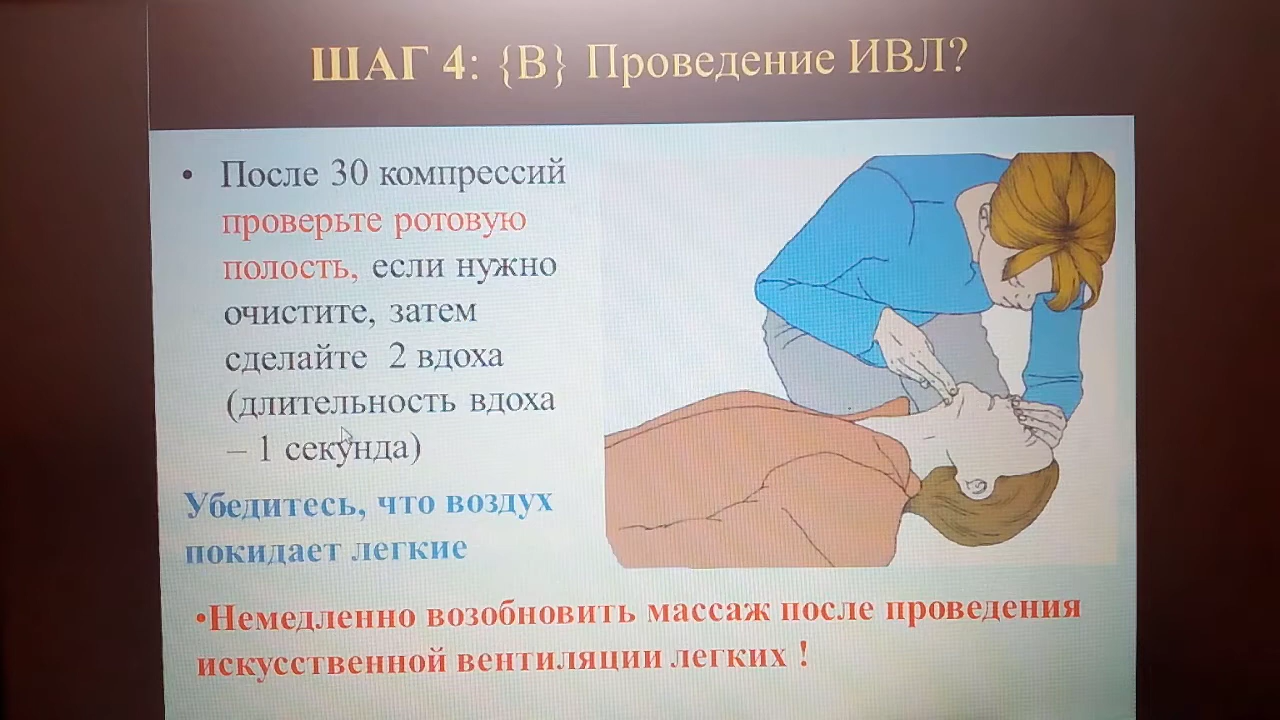 ШАГ 4: {В} Проведение ИВЛ?
• После 30 компрессий
проверьте ротовую
полость, если нужно
очистите, затем
сделайте 2 вдоха
(длительность вдоха
– 1 секунда)
Убедитесь, что воздух
покидает легкие
•Немедленно возобновить массаж после проведения
искусственной вентиляции легких !